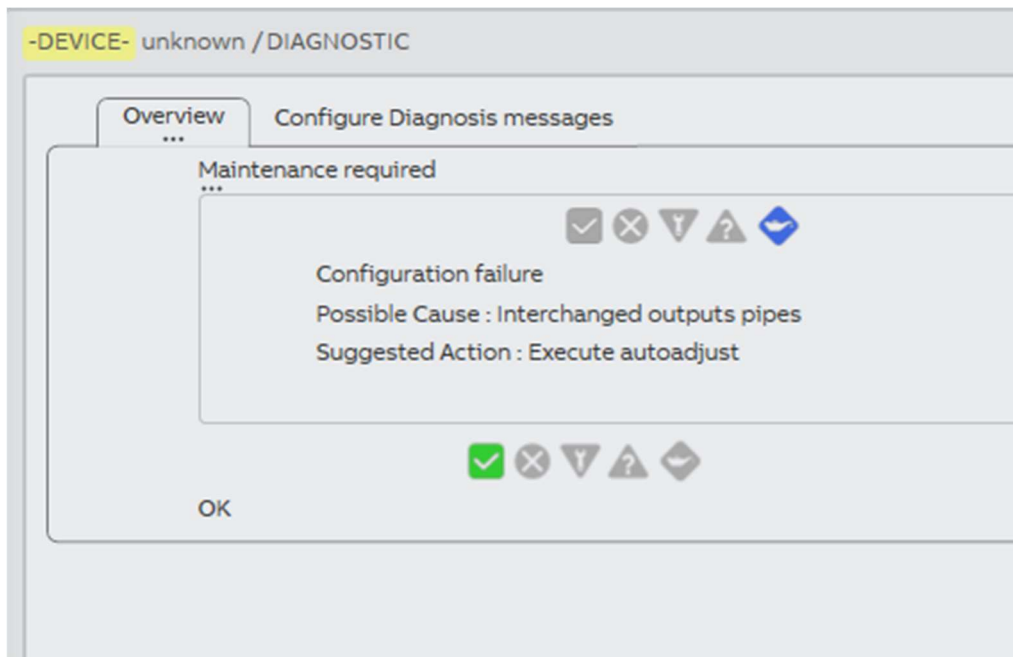 -DEVICE- unknown / DIAGNOSTIC
Overview Configure Diagnosis messages
...
Maintenance required
...
Configuration failure
Possible Cause : Interchanged outputs pipes
Suggested Action : Execute autoadjust
OK